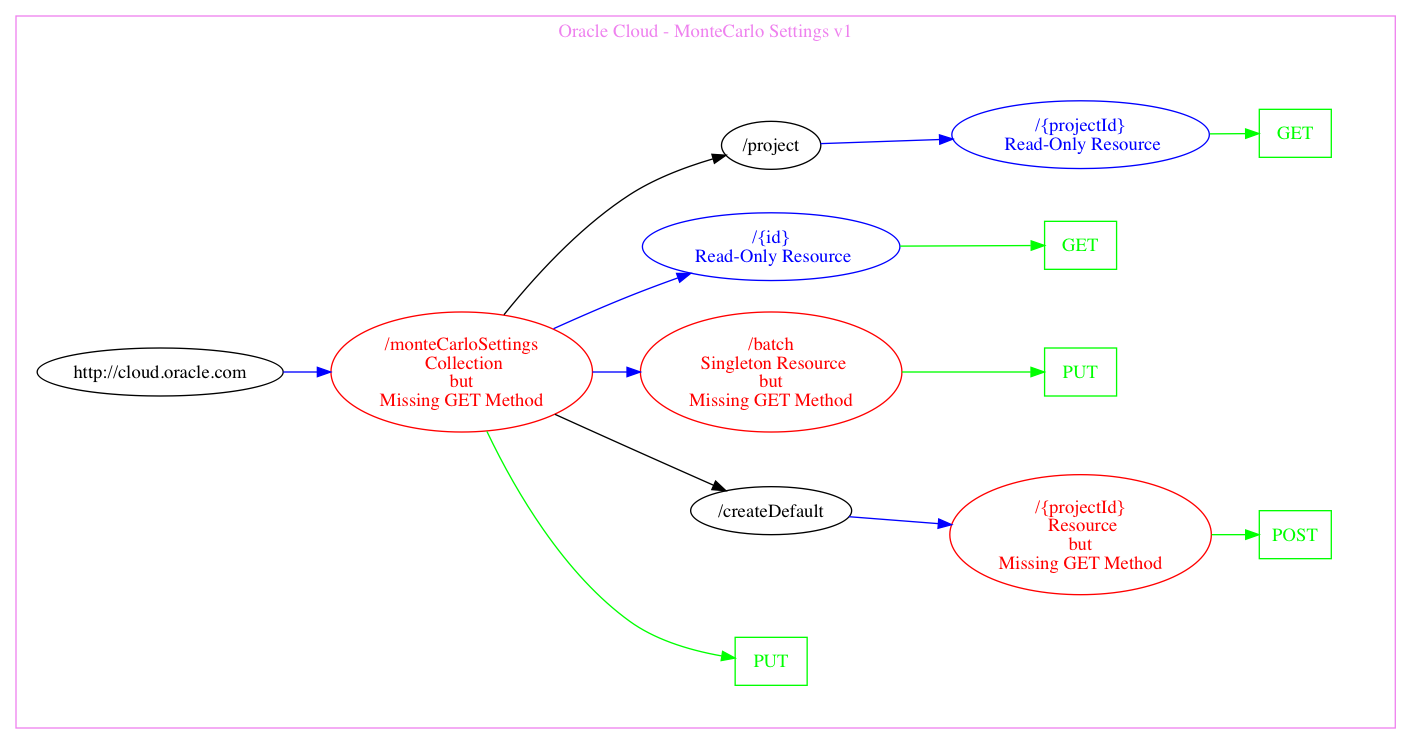 Oracle Cloud - MonteCarlo Settings v1
/project
/{projectId}
Read-Only Resource
GET
/{id}
Read-Only Resource
GET
http://cloud.oracle.com
/monteCarloSettings
Collection
but
Missing GET Method
/batch
Singleton Resource
but
Missing GET Method
PUT
/createDefault
/{projectId}
Resource
but
Missing GET Method
POST
PUT